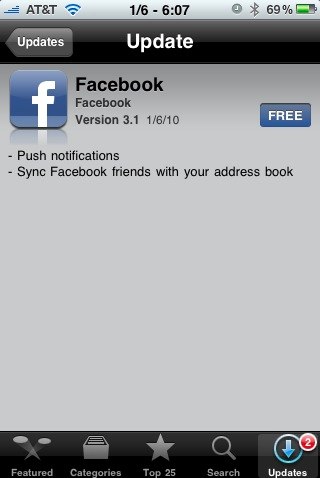 AT&T 1/6 - 6:07 69%
Updates Update
Facebook
Facebook
Version 3.1 1/6/10
FREE
- Push notifications
- Sync Facebook friends with your address book
2
Featured Categories Top 25 Search Updates